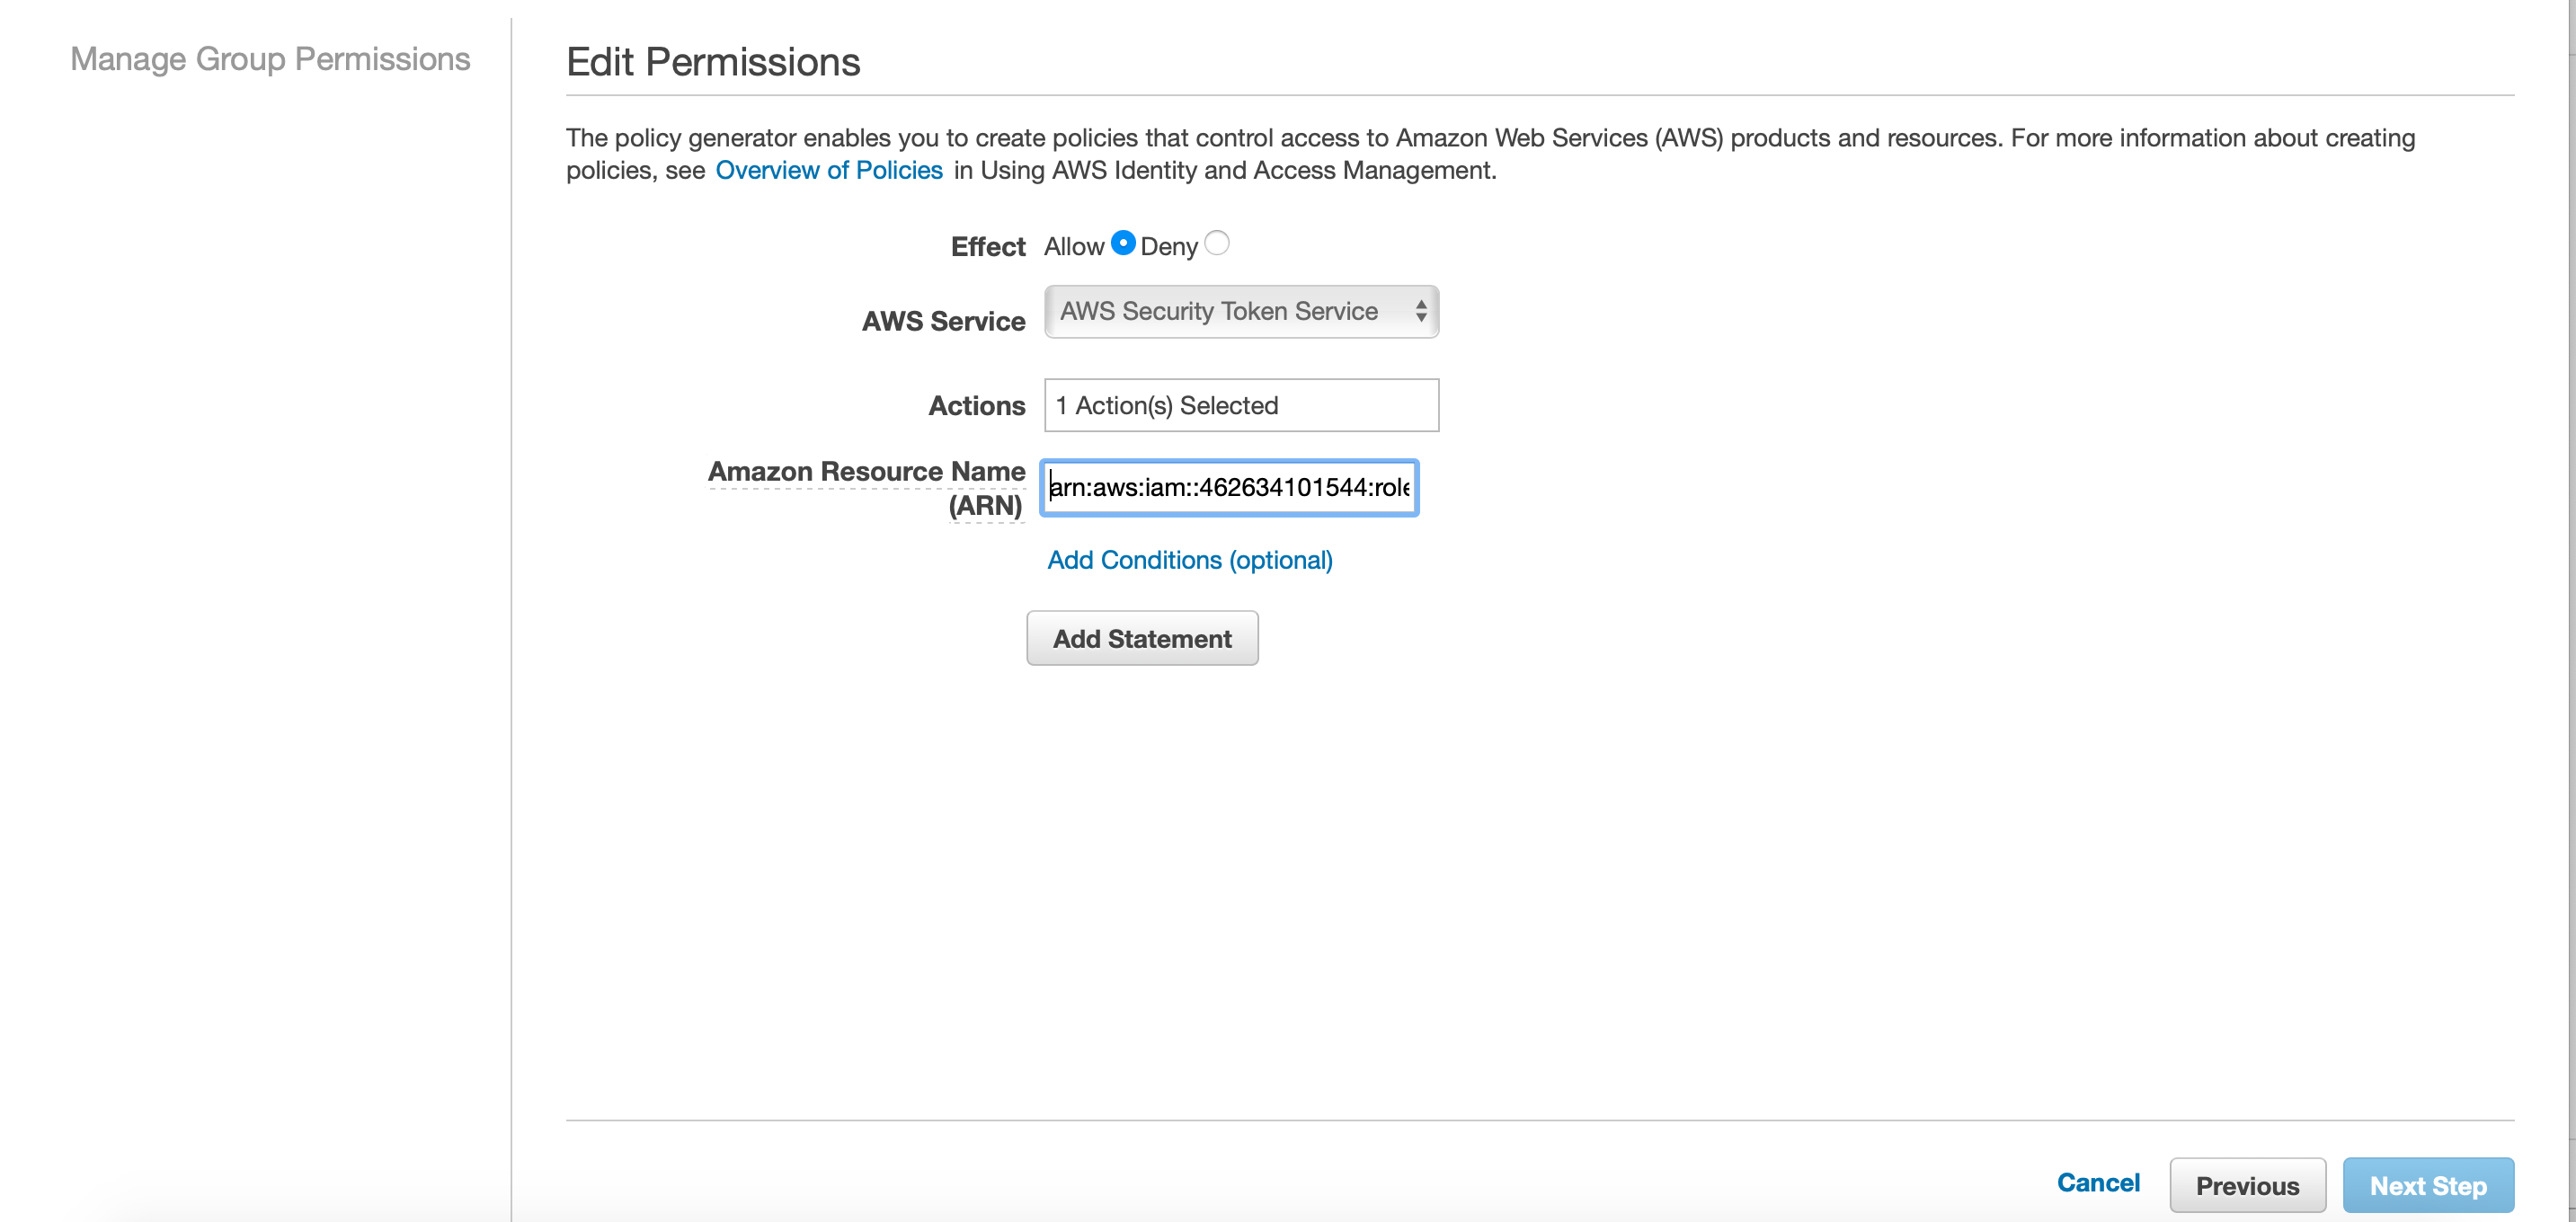 Manage Group Permissions
Edit Permissions
The policy generator enables you to create policies that control access to Amazon Web Services (AWS) products and resources. For more information about creating
policies, see Overview of Policies in Using AWS Identity and Access Management.
Effect Allow Deny
AWS Service AWS Security Token Service
Actions 1 Action(s) Selected
Amazon Resource Name
(ARN)
arn:aws:iam::462634101544:role
Add Conditions (optional)
Add Statement
Cancel Previous Next Step